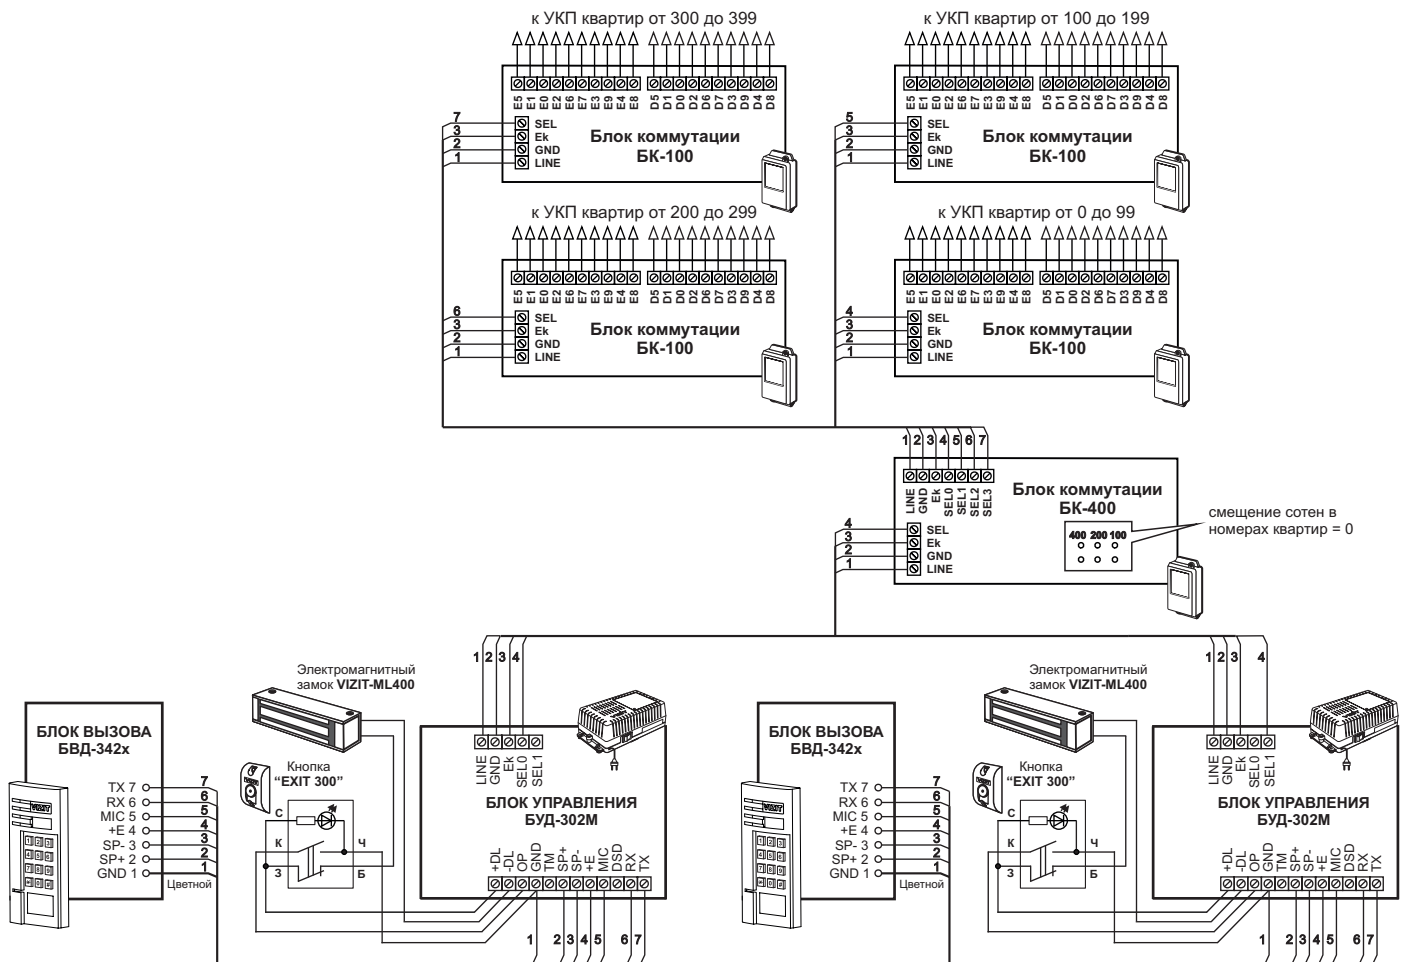 к УКП квартир от 300 до 399
E5 E1 E0 E2 E6 E7 E3 E9 E4 E8 D5 D1 D0 D2 D6 D7 D3 D9 D4 D8
7 SEL
3 Ek
2 GND
1 LINE
Блок коммутации
БК-100
к УКП квартир от 100 до 199
E5 E1 E0 E2 E6 E7 E3 E9 E4 E8 D5 D1 D0 D2 D6 D7 D3 D9 D4 D8
5 SEL
3 Ek
2 GND
1 LINE
Блок коммутации
БК-100
к УКП квартир от 200 до 299
E5 E1 E0 E2 E6 E7 E3 E9 E4 E8 D5 D1 D0 D2 D6 D7 D3 D9 D4 D8
6 SEL
3 Ek
2 GND
1 LINE
Блок коммутации
БК-100
к УКП квартир от 0 до 99
E5 E1 E0 E2 E6 E7 E3 E9 E4 E8 D5 D1 D0 D2 D6 D7 D3 D9 D4 D8
4 SEL
3 Ek
2 GND
1 LINE
Блок коммутации
БК-100
1 2 3 4 5 6 7
LINE GND Ek SEL0 SEL1 SEL2 SEL3
Блок коммутации
БК-400
400 200 100
смещение сотен в
номерах квартир = 0
4 SEL
3 Ek
2 GND
1 LINE
1 2 3 4
1 2 3 4
БЛОК ВЫЗОВА
БВД-342x
VIZIT
TX 7 7
RX 6 6
MIC 5 5
+E 4 4
SP- 3 3
SP+ 2 2
GND 1 1
Цветной
Электромагнитный
замок VIZIT-ML400
Кнопка
“EXIT 300”
С
К
З
Ч
Б
LINE GND Ek SEL0 SEL1
БЛОК УПРАВЛЕНИЯ
БУД-302М
+DL -DL OP GND TM SP+ SP- +E MIC DSD RX TX
1 2 3 4 5 6 7
БЛОК ВЫЗОВА
БВД-342x
VIZIT
TX 7 7
RX 6 6
MIC 5 5
+E 4 4
SP- 3 3
SP+ 2 2
GND 1 1
Цветной
Электромагнитный
замок VIZIT-ML400
Кнопка
“EXIT 300”
С
К
З
Ч
Б
LINE GND Ek SEL0 SEL1
БЛОК УПРАВЛЕНИЯ
БУД-302М
+DL -DL OP GND TM SP+ SP- +E MIC DSD RX TX
1 2 3 4 5 6 7